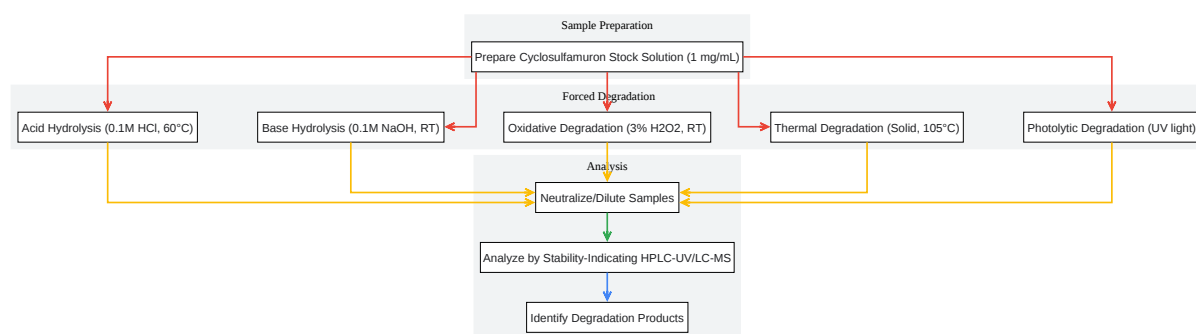 Sample Preparation
Prepare Cyclosulfamuron Stock Solution (1 mg/mL)
Forced Degradation
Acid Hydrolysis (0.1M HCl, 60°C)
Base Hydrolysis (0.1M NaOH, RT)
Oxidative Degradation (3% H2O2, RT)
Thermal Degradation (Solid, 105°C)
Photolytic Degradation (UV light)
Analysis
Neutralize/Dilute Samples
Analyze by Stability-Indicating HPLC-UV/LC-MS
Identify Degradation Products